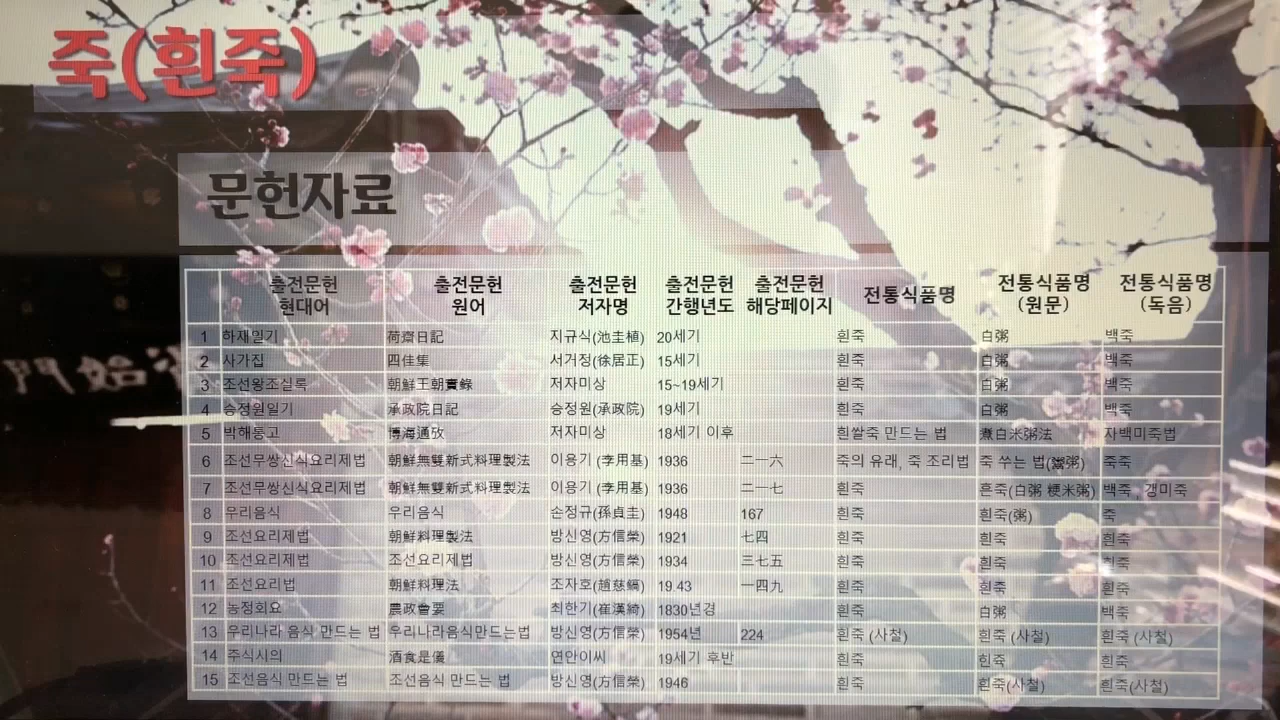 죽(흰죽)
문헌자료
출전문헌 현대어 출전문헌 원어 출전문헌 저자명 출전문헌 간행년도 출전문헌 해당페이지 전통식품명 전통식품명 (원문) 전통식품명 (독음)
1 하재일기 荷齋日記 지규식(池圭植) 20세기 흰죽 白粥 백죽
2 사가집 四佳集 서거정(徐居正) 15세기 흰죽 白粥 백죽
3 조선왕조실록 朝鮮王朝實錄 저자미상 15~19세기 흰죽 白粥 백죽
4 승정원일기 承政院日記 승정원(承政院) 19세기 흰죽 白粥 백죽
5 박해통고 博海通攷 저자미상 18세기 이후 흰쌀죽 만드는 법 煮白米粥法 자백미죽법
6 조선무쌍신식요리제법 朝鮮無雙新式料理製法 이용기 (李用基) 1936 二一六 죽의 유래, 죽 조리법 죽 쑤는 법(鬻粥) 죽죽
7 조선무쌍신식요리제법 朝鮮無雙新式料理製法 이용기 (李用基) 1936 二一七 흰죽 흔죽(白粥 粳米粥) 백죽 , 갱미죽
8 우리음식 우리음식 손정규(孫貞圭) 1948 167 흰죽 흰죽(粥) 죽
9 조선요리제법 朝鮮料理製法 방신영(方信榮) 1921 七四 흰죽 흰죽 흰죽
10 조선요리제법 조선요리제법 방신영(方信榮) 1934 三七五 흰죽 흰죽 흰죽
11 조선요리법 朝鮮料理法 조자호(趙慈鎬) 19.43 一四九 흰죽 흰죽 흰죽
12 농정회요 農政會要 최한기(崔漢綺) 1830년경 흰죽 白粥 백죽
13 우리나라 음식 만드는 법 우리나라음식만드는법 방신영(方信榮) 1954년 224 흰죽 (사철) 흰죽 (사철) 흰죽 (사철)
14 주식시의 酒食是儀 연안이씨 19세기 후반 흰죽 흰쥭 흰죽
15 조선음식 만드는 법 조선음식 만드는 법 방신영(方信榮) 1946 흰죽 흰죽(사철) 흰죽(사철)